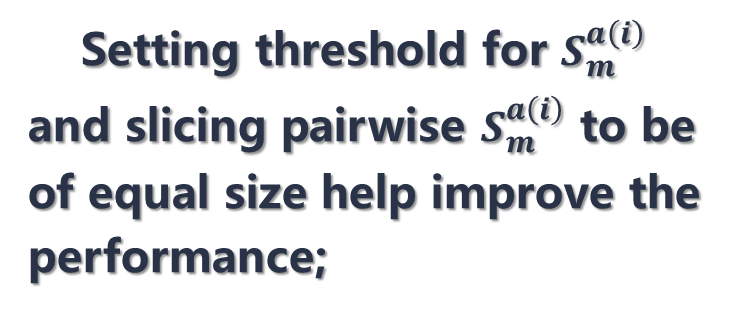 Setting threshold for $S_m^{a(i)}$
and slicing pairwise $S_m^{a(i)}$ to be
of equal size help improve the
performance;